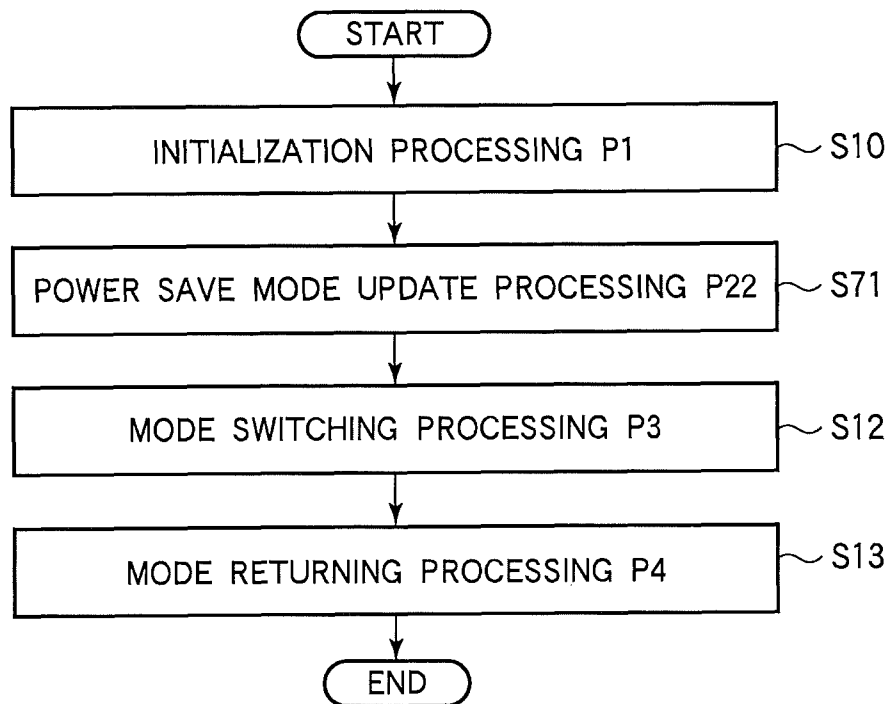 START
INITIALIZATION PROCESSING P1 S10
POWER SAVE MODE UPDATE PROCESSING P22 S71
MODE SWITCHING PROCESSING P3 S12
MODE RETURNING PROCESSING P4 S13
END